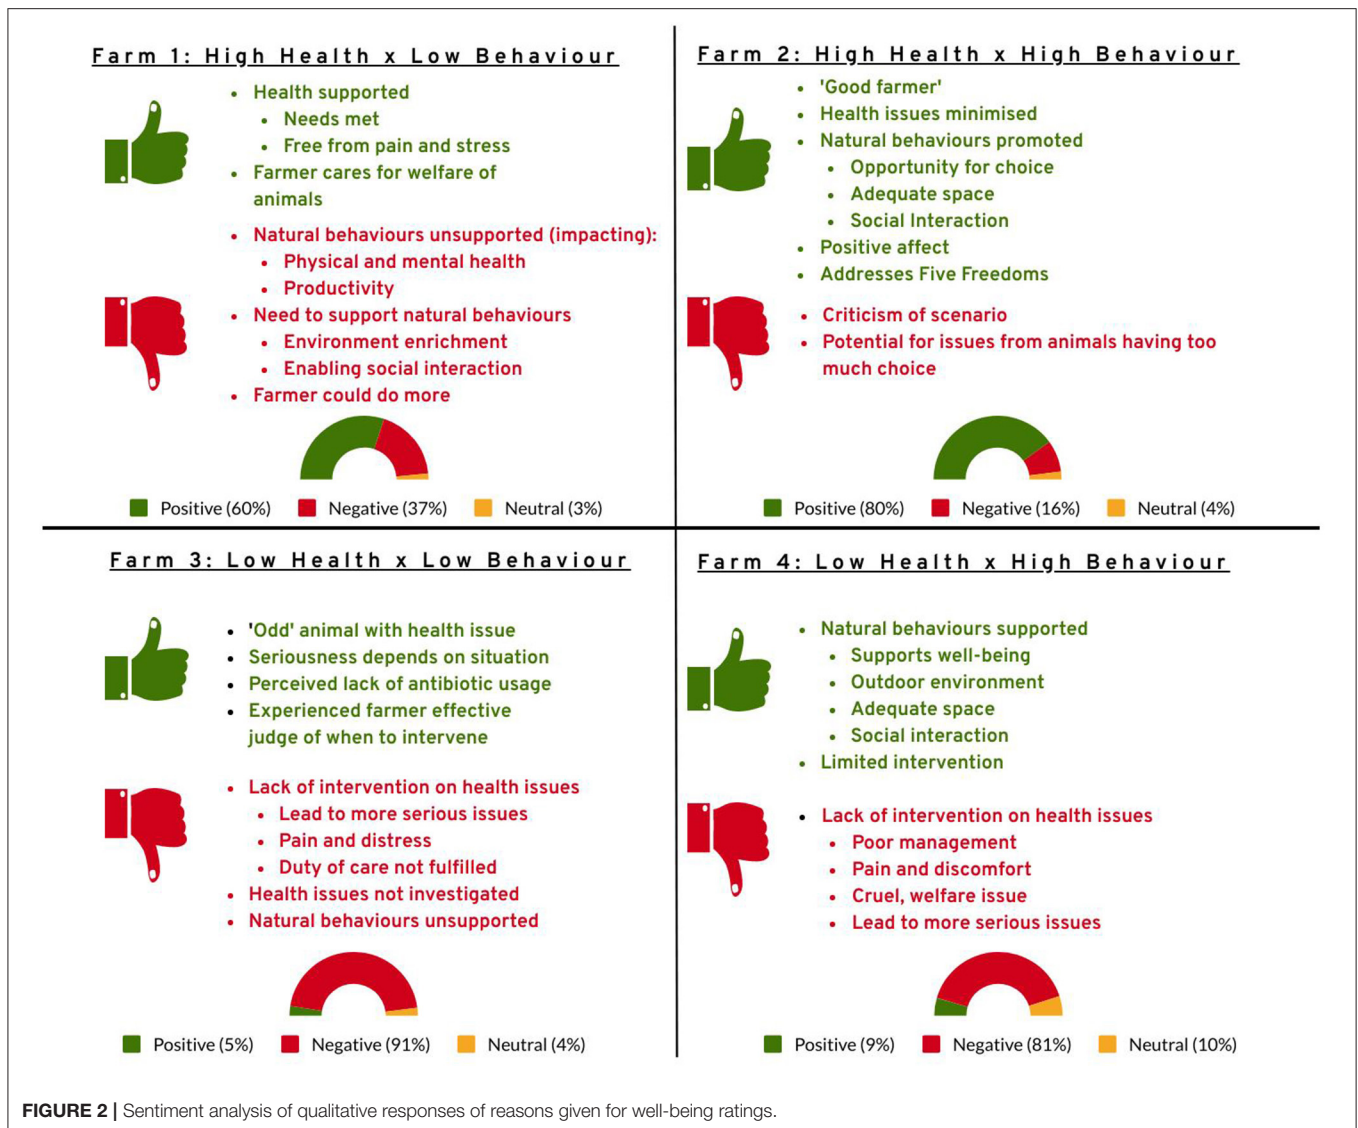 Farm 1: High Health x Low Behaviour
• Health supported
• Needs met
• Free from pain and stress
• Farmer cares for welfare of
animals
• Natural behaviours unsupported (impacting):
• Physical and mental health
• Productivity
• Need to support natural behaviours
• Environment enrichment
• Enabling social interaction
• Farmer could do more
Positive (60%) Negative (37%) Neutral (3%)
Farm 2: High Health x High Behaviour
• 'Good farmer'
• Health issues minimised
• Natural behaviours promoted
• Opportunity for choice
• Adequate space
• Social Interaction
• Positive affect
• Addresses Five Freedoms
• Criticism of scenario
• Potential for issues from animals having too
much choice
Positive (80%) Negative (16%) Neutral (4%)
Farm 3: Low Health x Low Behaviour
• 'Odd' animal with health issue
• Seriousness depends on situation
• Perceived lack of antibiotic usage
• Experienced farmer effective
judge of when to intervene
• Lack of intervention on health issues
• Lead to more serious issues
• Pain and distress
• Duty of care not fulfilled
• Health issues not investigated
• Natural behaviours unsupported
Positive (5%) Negative (91%) Neutral (4%)
Farm 4: Low Health x High Behaviour
• Natural behaviours supported
• Supports well-being
• Outdoor environment
• Adequate space
• Social interaction
• Limited intervention
• Lack of intervention on health issues
• Poor management
• Pain and discomfort
• Cruel, welfare issue
• Lead to more serious issues
Positive (9%) Negative (81%) Neutral (10%)
FIGURE 2 | Sentiment analysis of qualitative responses of reasons given for well-being ratings.